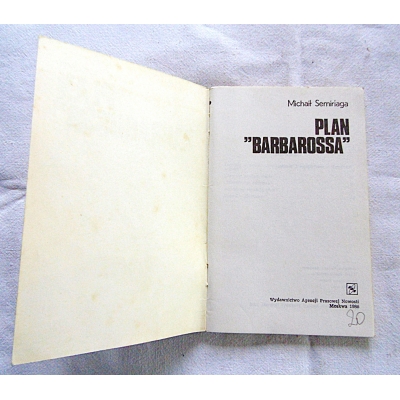 Michaił Semiriaga
PLAN
"BARBAROSSA"
Wydawnictwo Agencji Prasowej Nowosti
Moskwa 1986
20